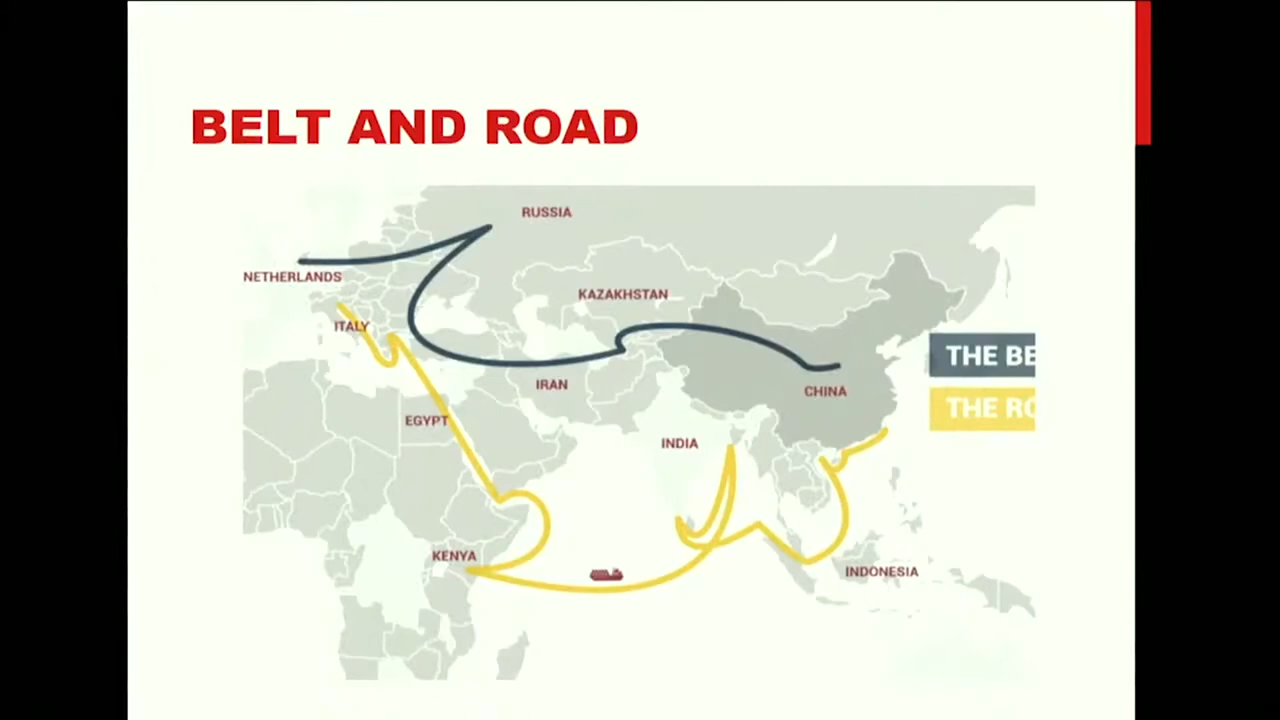 BELT AND ROAD
RUSSIA
NETHERLANDS
KAZAKHSTAN
ITALY
THE BE
IRAN
CHINA
THE RO
EGYPT
INDIA
KENYA
INDONESIA